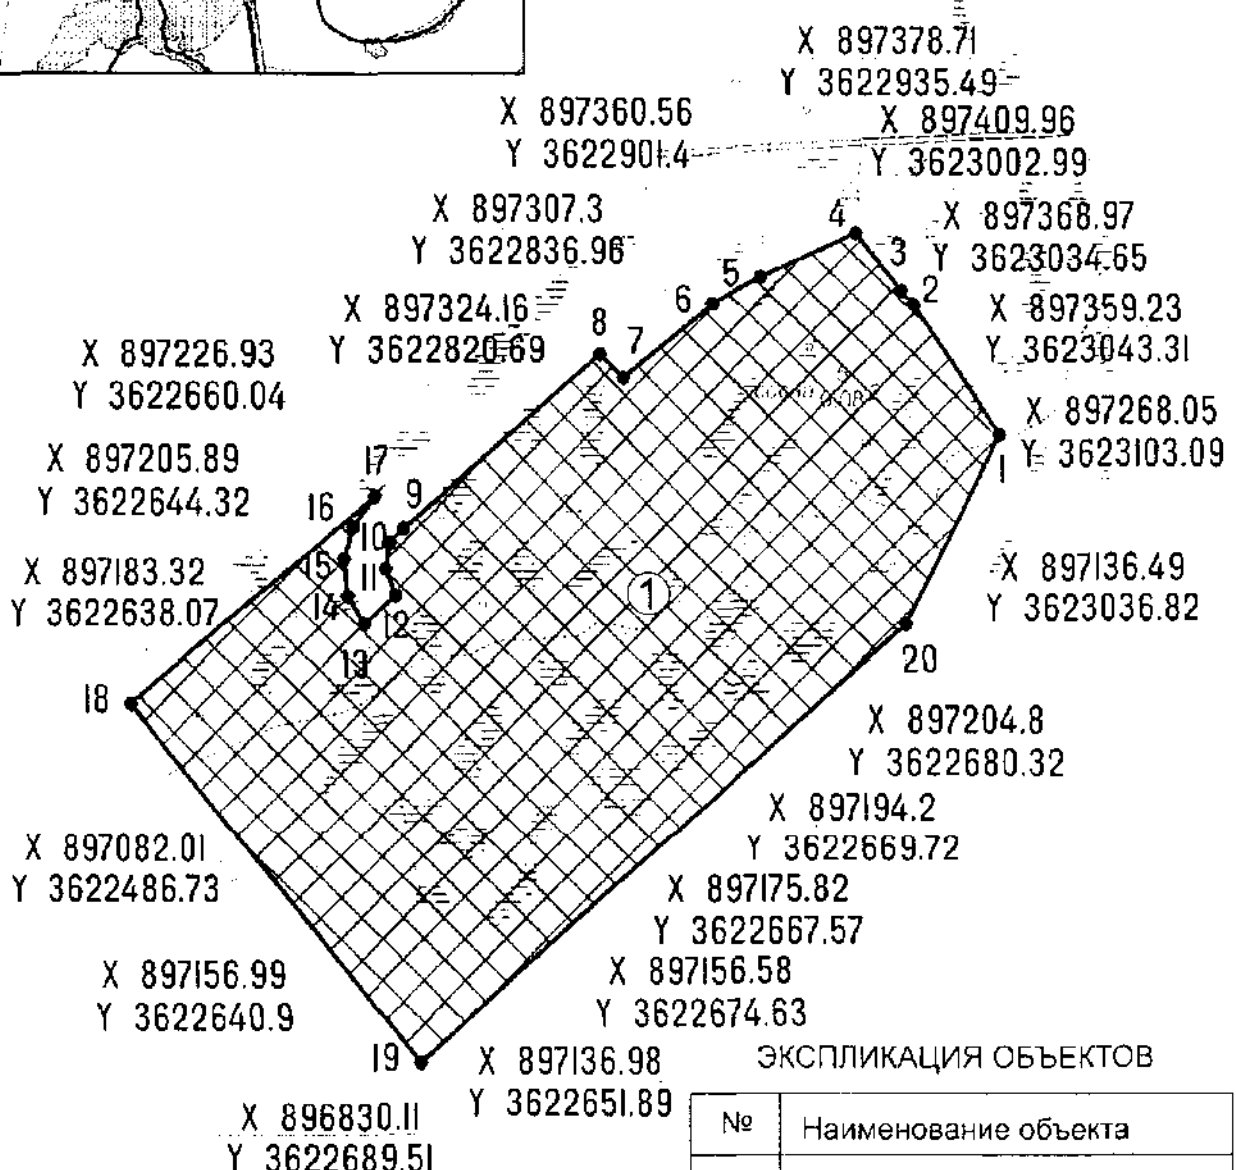 X 897378.71
Y 3622935.49
X 897360.56
Y 3622901.4
X 897409.96
Y 3623002.99
X 897307.3
Y 3622836.96
4
X 897368.97
Y 3623034.65
3
5
2
6
X 897324.16
Y 3622820.69
8
7
X 897359.23
Y 3623043.31
X 897226.93
Y 3622660.04
X 897268.05
Y 3623103.09
1
X 897205.89
Y 3622644.32
17
16
9
10
15
11
X 897183.32
Y 3622638.07
14
12
1
X 897136.49
Y 3623036.82
13
20
18
X 897204.8
Y 3622680.32
X 897194.2
Y 3622669.72
X 897082.01
Y 3622486.73
X 897175.82
Y 3622667.57
X 897156.99
Y 3622640.9
X 897156.58
Y 3622674.63
19
X 897136.98
Y 3622651.89
ЭКСПЛИКАЦИЯ ОБЪЕКТОВ
X 896830.11
Y 3622689.51
№ Наименование объекта